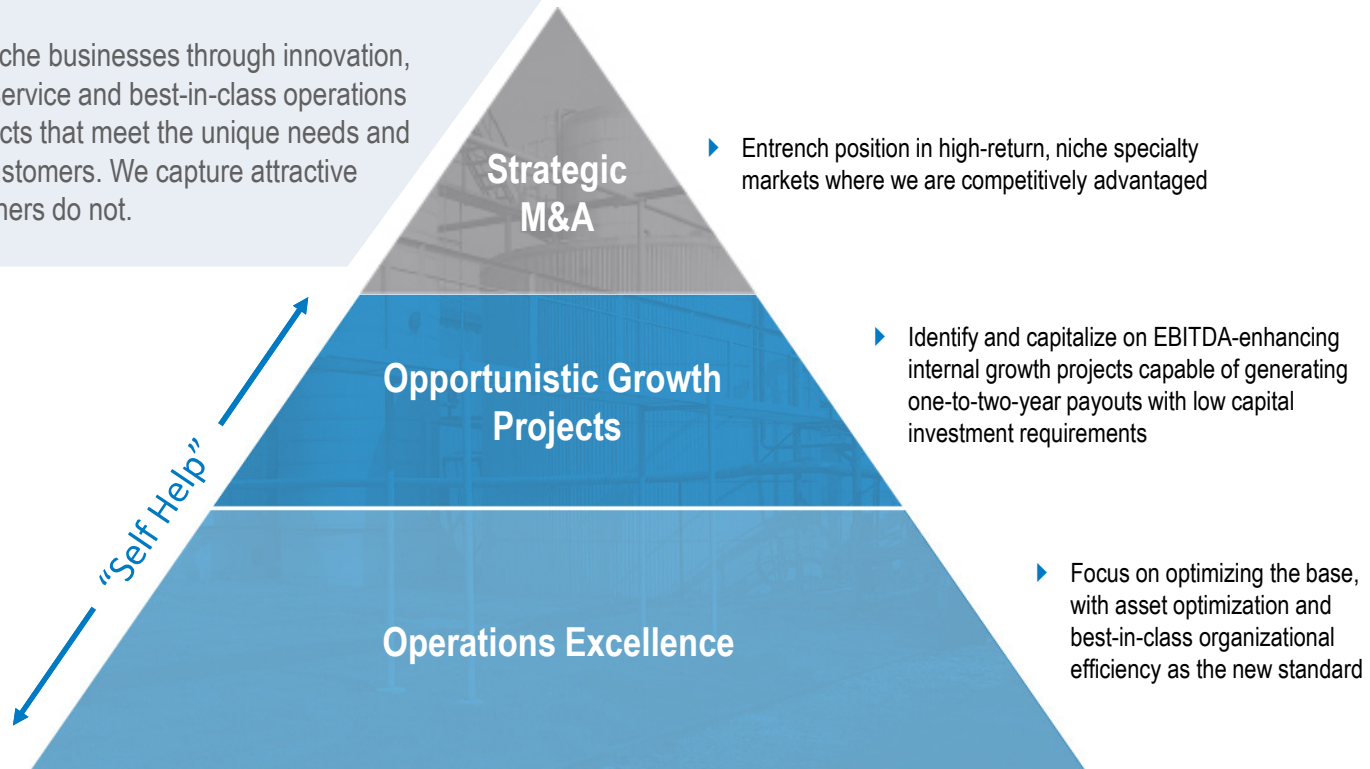 che businesses through innovation,
service and best-in-class operations
cts that meet the unique needs and
ustomers. We capture attractive
hers do not.
Strategic
M&A
Entrench position in high-return, niche specialty
markets where we are competitively advantaged
Opportunistic Growth
Projects
Identify and capitalize on EBITDA-enhancing
internal growth projects capable of generating
one-to-two-year payouts with low capital
investment requirements
“Self Help”
Operations Excellence
Focus on optimizing the base,
with asset optimization and
best-in-class organizational
efficiency as the new standard